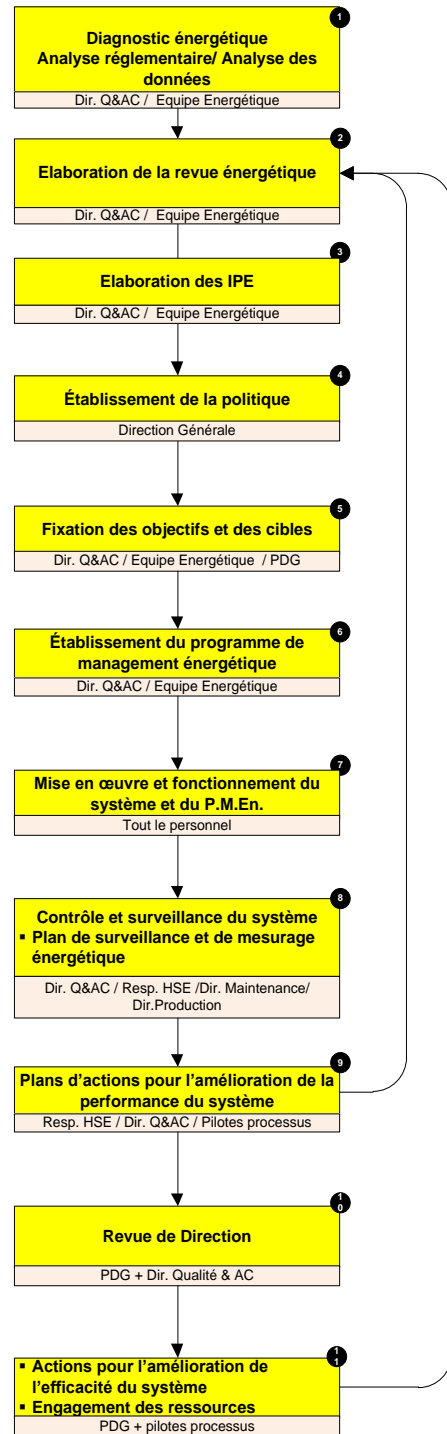 1
Diagnostic énergétique
Analyse réglementaire/ Analyse des
données
Dir. Q&AC / Equipe Energétique
2
Elaboration de la revue énergétique
Dir. Q&AC / Equipe Energétique
3
Elaboration des IPE
Dir. Q&AC / Equipe Energétique
4
Établissement de la politique
Direction Générale
5
Fixation des objectifs et des cibles
Dir. Q&AC / Equipe Energétique / PDG
6
Établissement du programme de
management énergétique
Dir. Q&AC / Equipe Energétique
7
Mise en œuvre et fonctionnement du
système et du P.M.En.
Tout le personnel
8
Contrôle et surveillance du système
▪ Plan de surveillance et de mesurage
énergétique
Dir. Q&AC / Resp. HSE /Dir. Maintenance/
Dir.Production
9
Plans d'actions pour l'amélioration de la
performance du système
Resp. HSE / Dir. Q&AC / Pilotes processus
1
0
Revue de Direction
PDG + Dir. Qualité & AC
1
1
▪ Actions pour l'amélioration de
l'efficacité du système
▪ Engagement des ressources
PDG + pilotes processus